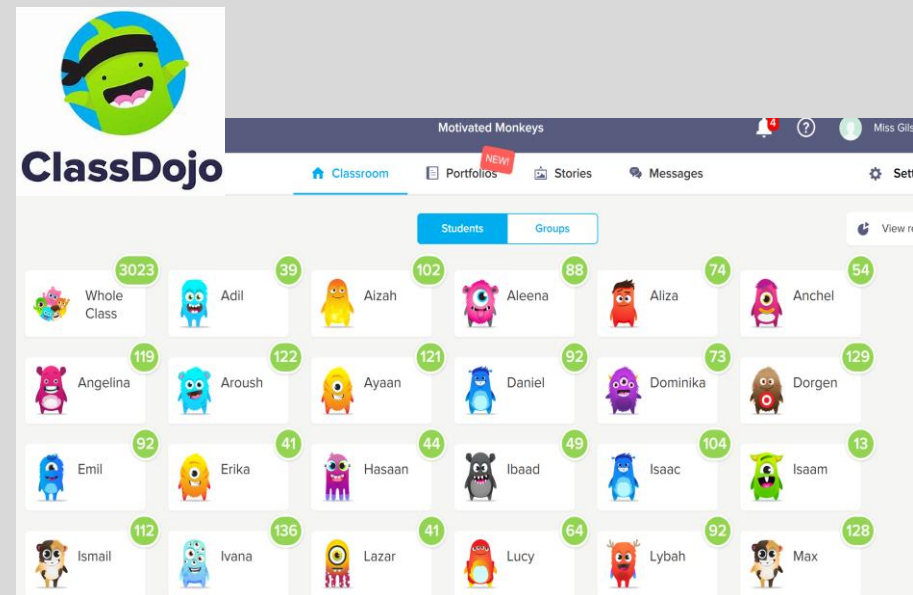 ClassDojo
Motivated Monkeys
4
?
Miss Gils
Classroom
Portfolios
NEW!
Stories
Messages
Sett
Students
Groups
View re
3023
Whole
Class
39
Adil
102
Aizah
88
Aleena
74
Aliza
54
Anchel
119
Angelina
122
Aroush
121
Ayaan
92
Daniel
73
Dominika
129
Dorgen
92
Emil
41
Erika
44
Hasaan
49
Ibaad
104
Isaac
13
Isaam
112
Ismail
136
Ivana
41
Lazar
64
Lucy
92
Lybah
128
Max